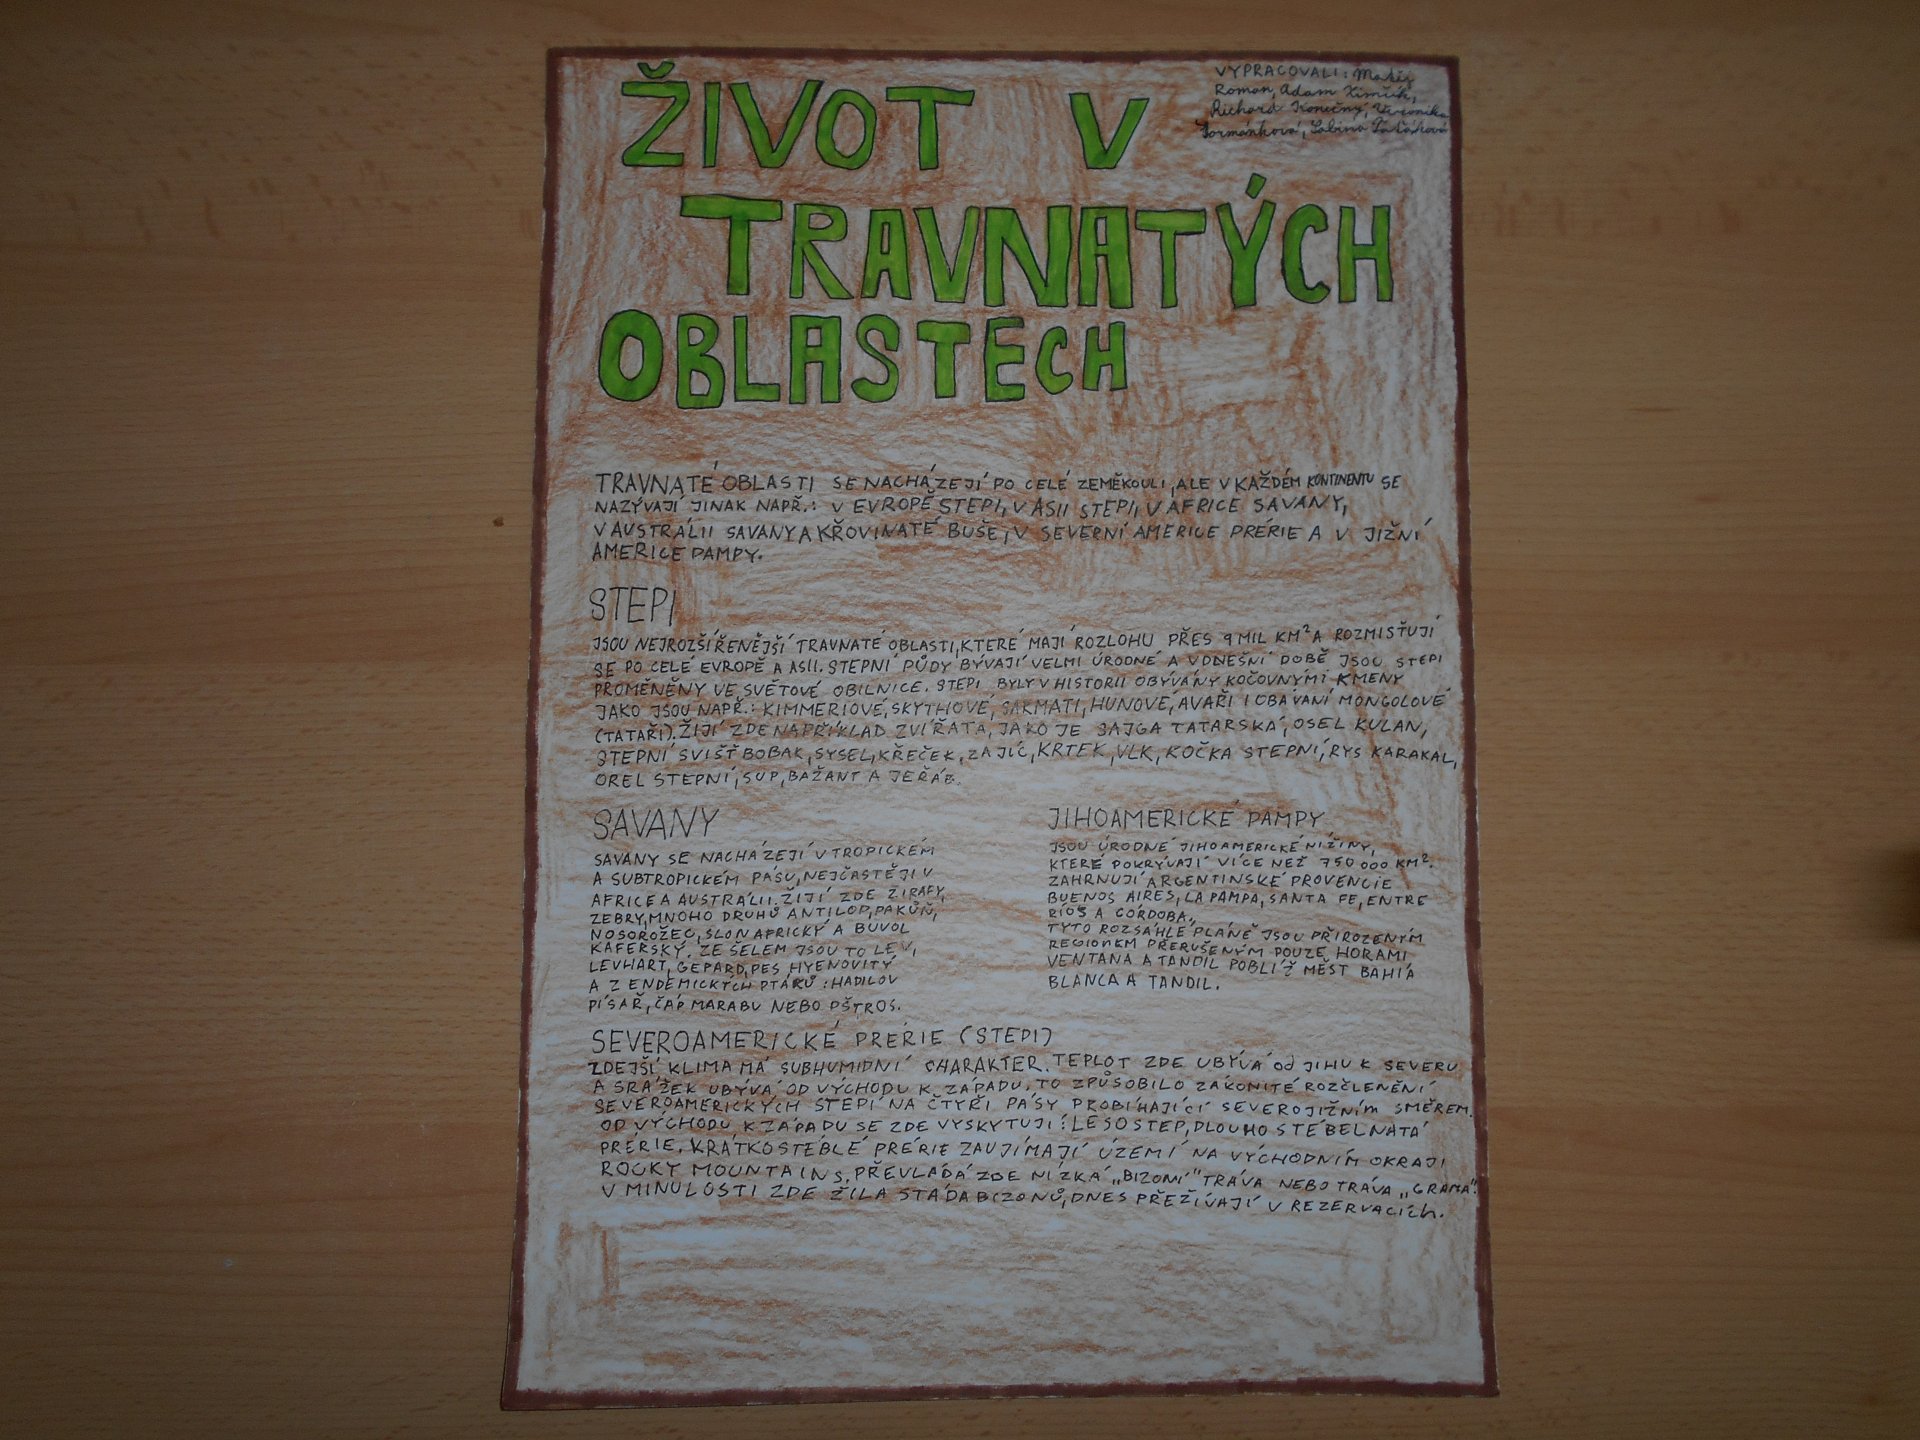 ŽIVOT V
TRAVNATÝCH
OBLASTECH
VYPRACOVALI: Matěj
Roman, Adam
Richard Konečný, Veronika
Formánková, Sabina
TRAVNATÉ OBLASTI SE NACHÁZEJÍ PO CELÉ ZEMĚKOULI, ALE V KAŽDÉM KONTINENTU SE
NAZÝVAJÍ JINAK NAPŘ.: V EVROPĚ STEPI, V ASII STEPI, V AFRICE SAVANY,
V AUSTRÁLII SAVANY A KŘOVINATÉ BUŠE, V SEVERNÍ AMERICE PRÉRIE A V JIŽNÍ
AMERICE PAMPY.
STEPI
JSOU NEJROZŠÍŘENĚJŠÍ TRAVNATÉ OBLASTI, KTERÉ MAJÍ ROZLOHU PŘES 9 MIL KM² A ROZMISŤUJÍ
SE PO CELÉ EVROPĚ A ASII. STEPNÍ PŮDY BÝVAJÍ VELMI ÚRODNÉ A V DNEŠNÍ DOBĚ JSOU STEPI
PROMĚNĚNY VE SVĚTOVÉ OBILNICE. STEPI BYLY V HISTORII OBÝVÁNY KOČOVNÝMI KMENY
JAKO JSOU NAPŘ.: KIMMERIOVÉ, SKYTHOVÉ, SARMATI, HUNOVÉ, AVAŘI I OBÁVANÍ MONGOLOVÉ
(TATAŘI). ŽIJÍ ZDE NAPŘÍKLAD ZVÍŘATA, JAKO JE SAJGA TATARSKÁ, OSEL KULAN,
STEPNÍ SVIŠŤ BOBAK, SYSEL, KŘEČEK, ZAJÍC, KRTEK, VLK, KOČKA STEPNÍ, RYS KARAKAL,
OREL STEPNÍ, SUP, BAŽANT A JEŘÁB.
SAVANY
SAVANY SE NACHÁZEJÍ V TROPICKÉM
A SUBTROPICKÉM PÁSU, NEJČASTĚJI V
AFRICE A AUSTRÁLII. ŽIJÍ ZDE ŽIRAFY,
ZEBRY, MNOHO DRUHŮ ANTILOP, PAKŮŇ,
NOSOROŽEC, SLON AFRICKÝ A BUVOL
KAFERSKÝ. ZE ŠELEM JSOU TO LEV,
LEVHART, GEPARD, PES HYENOVITÝ
A Z ENDEMICKÝCH PTÁKŮ: HADILOV
PÍSAŘ, ČÁP MARABU NEBO PŠTROS.
JIHOAMERICKÉ PAMPY
JSOU ÚRODNÉ JIHOAMERICKÉ NÍŽINY,
KTERÉ POKRÝVAJÍ VÍCE NEŽ 750 000 KM².
ZAHRNUJÍ ARGENTINSKÉ PROVENCIE
BUENOS AIRES, LA PAMPA, SANTA FE, ENTRE
RÍOS A CÓRDOBA.
TYTO ROZSÁHLÉ PLÁNĚ JSOU PŘIROZENÝM
REGIONEM PŘERUŠENÝM POUZE HORAMI
VENTANA A TANDIL POBLÍŽ MĚST BAHÍA
BLANCA A TANDIL.
SEVEROAMERICKÉ PRÉRIE (STEPI)
ZDEJŠÍ KLIMA MÁ SUBHUMIDNÍ CHARAKTER. TEPLOT ZDE UBÝVÁ od JIHU K SEVERU
A SRÁŽEK UBÝVÁ OD VÝCHODU K ZÁPADU. TO ZPŮSOBILO ZÁKONITÉ ROZČLENĚNÍ
SEVEROAMERICKÝCH STEPÍ NA ČTYŘI PÁSY PROBÍHAJÍCÍ SEVEROJIŽNÍM SMĚREM.
OD VÝCHODU K ZÁPADU SE ZDE VYSKYTUJÍ: LESOSTEP, DLOUHOSTÉBELNATÁ
PRÉRIE. KRÁTKOSTÉBLÉ PRÉRIE ZAUJÍMAJÍ ÚZEMÍ NA VÝCHODNÍM OKRAJI
ROCKY MOUNTAINS. PŘEVLÁDÁ ZDE NÍZKÁ „BIZONÍ" TRÁVA NEBO TRÁVA „GRAMA".
V MINULOSTI ZDE ŽILA STÁDA BIZONŮ, DNES PŘEŽÍVAJÍ V REZERVACÍCH.